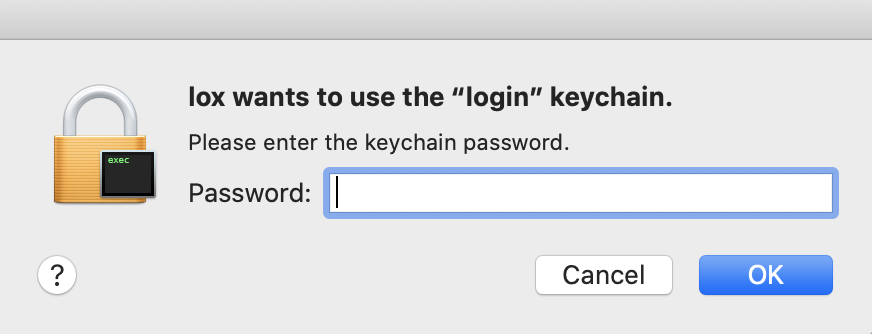 lox wants to use the “login” keychain.
Please enter the keychain password.
Password:
exec
?
Cancel
OK